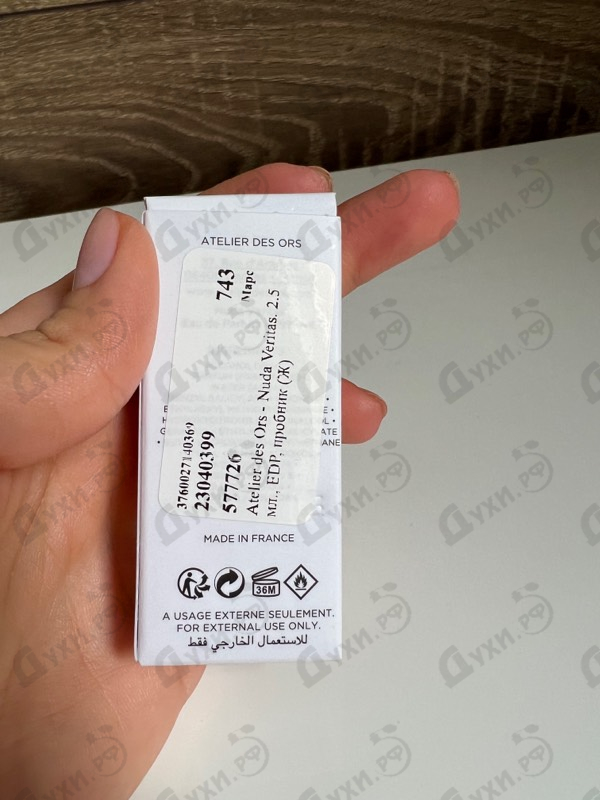 ATELIER DES ORS
743
Марс
3760027140369
23040399
577726
Atelier des Ors - Nuda Veritas. 2.5
мл., EDP, пробник (Ж)
ATE
MADE IN FRANCE
36M
A USAGE EXTERNE SEULEMENT.
FOR EXTERNAL USE ONLY.
للاستعمال الخارجي فقط
Духи.рф